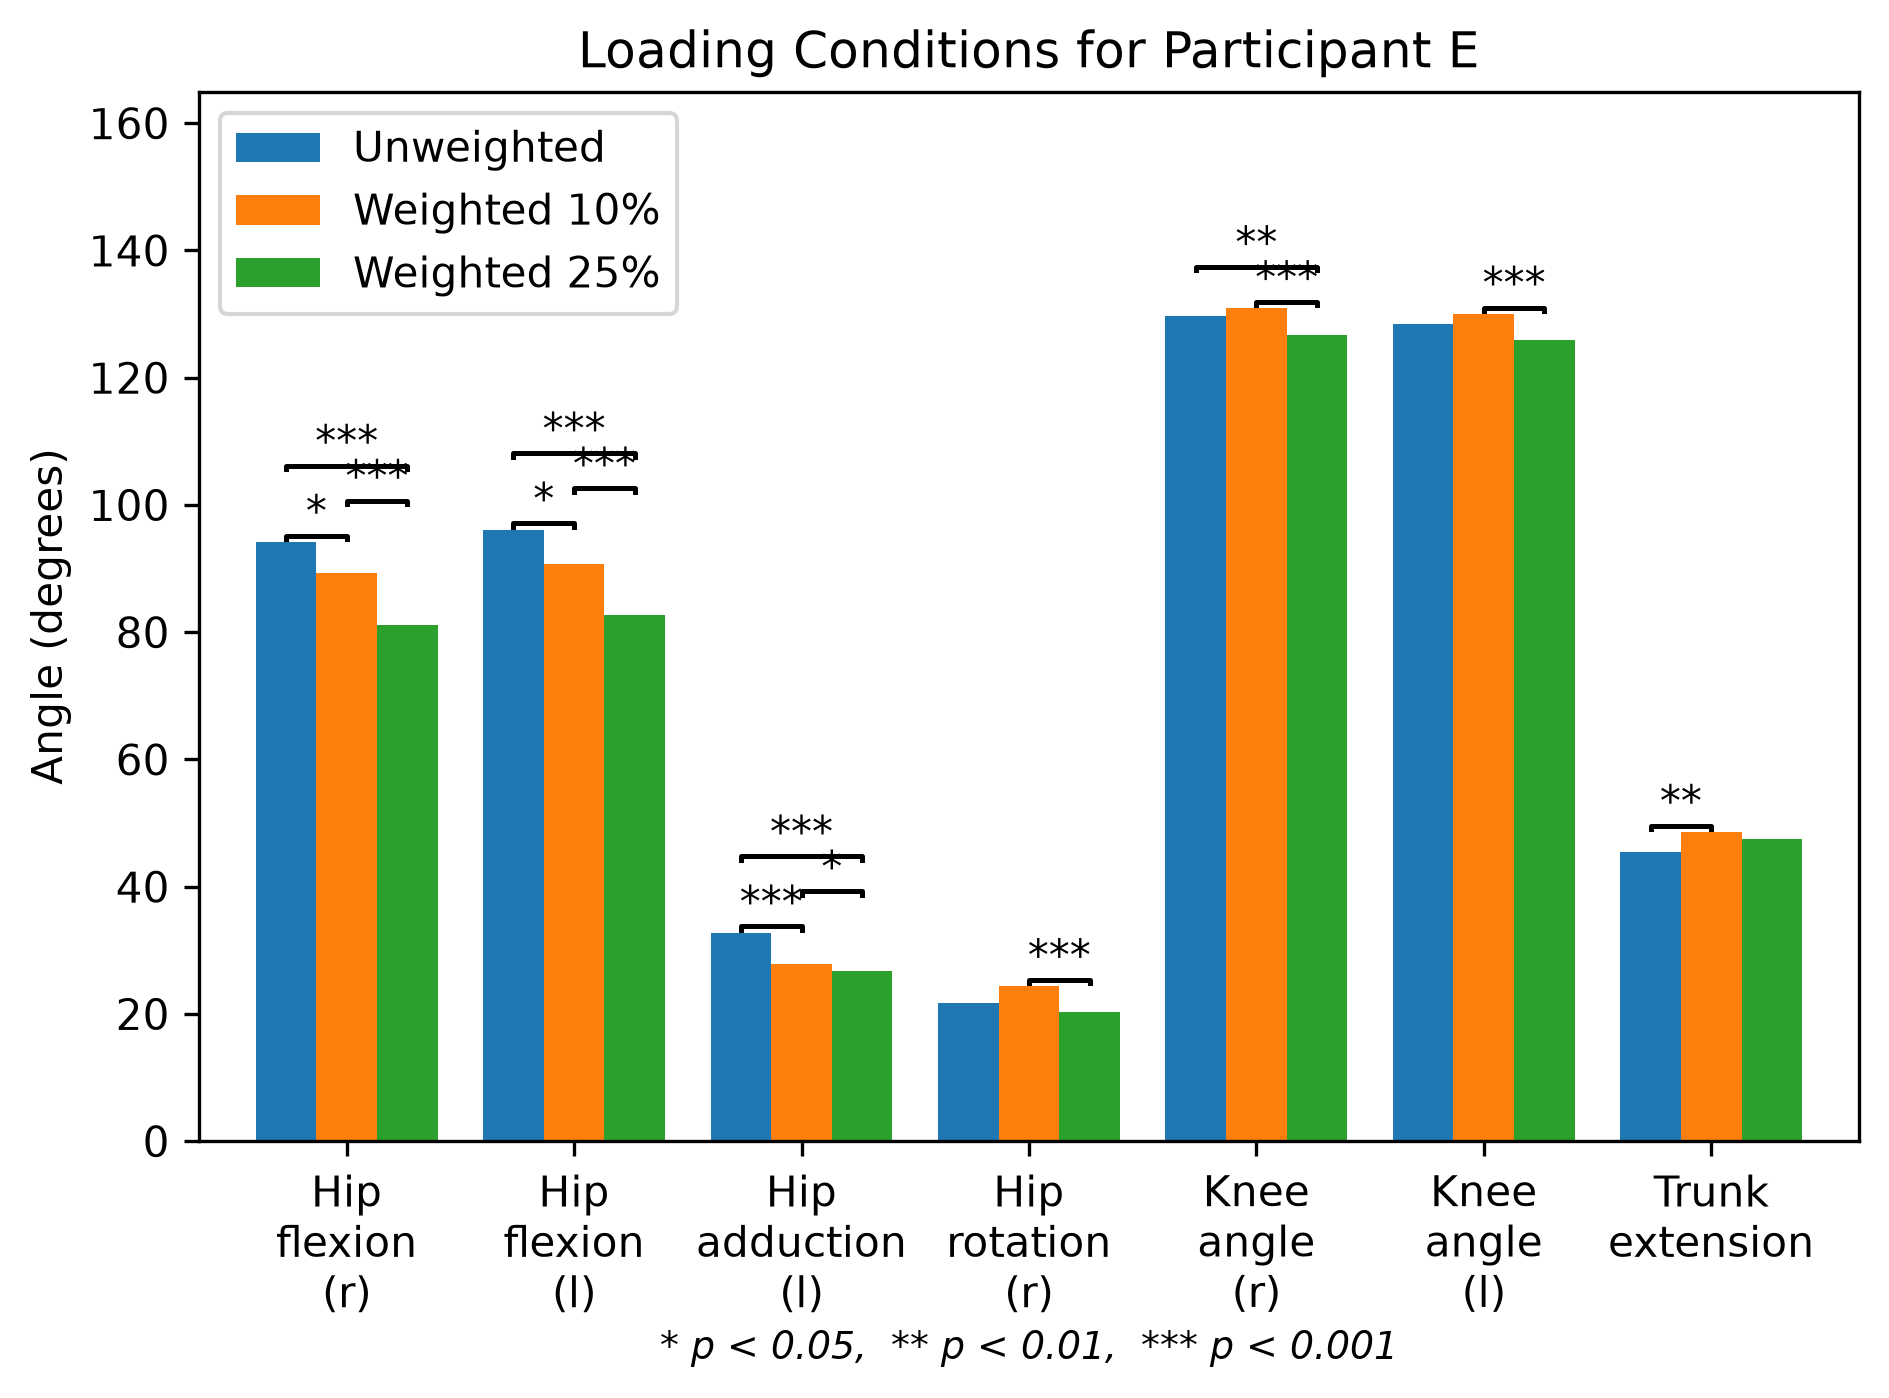 Loading Conditions for Participant E
Unweighted
Weighted 10%
Weighted 25%
Angle (degrees)
160
140
120
100
80
60
40
20
0
***
***
*
***
***
*
***
*
***
***
**
***
***
**
Hip
flexion
(r)
Hip
flexion
(l)
Hip
adduction
(l)
Hip
rotation
(r)
Knee
angle
(r)
Knee
angle
(l)
Trunk
extension
* p < 0.05,  ** p < 0.01,  *** p < 0.001